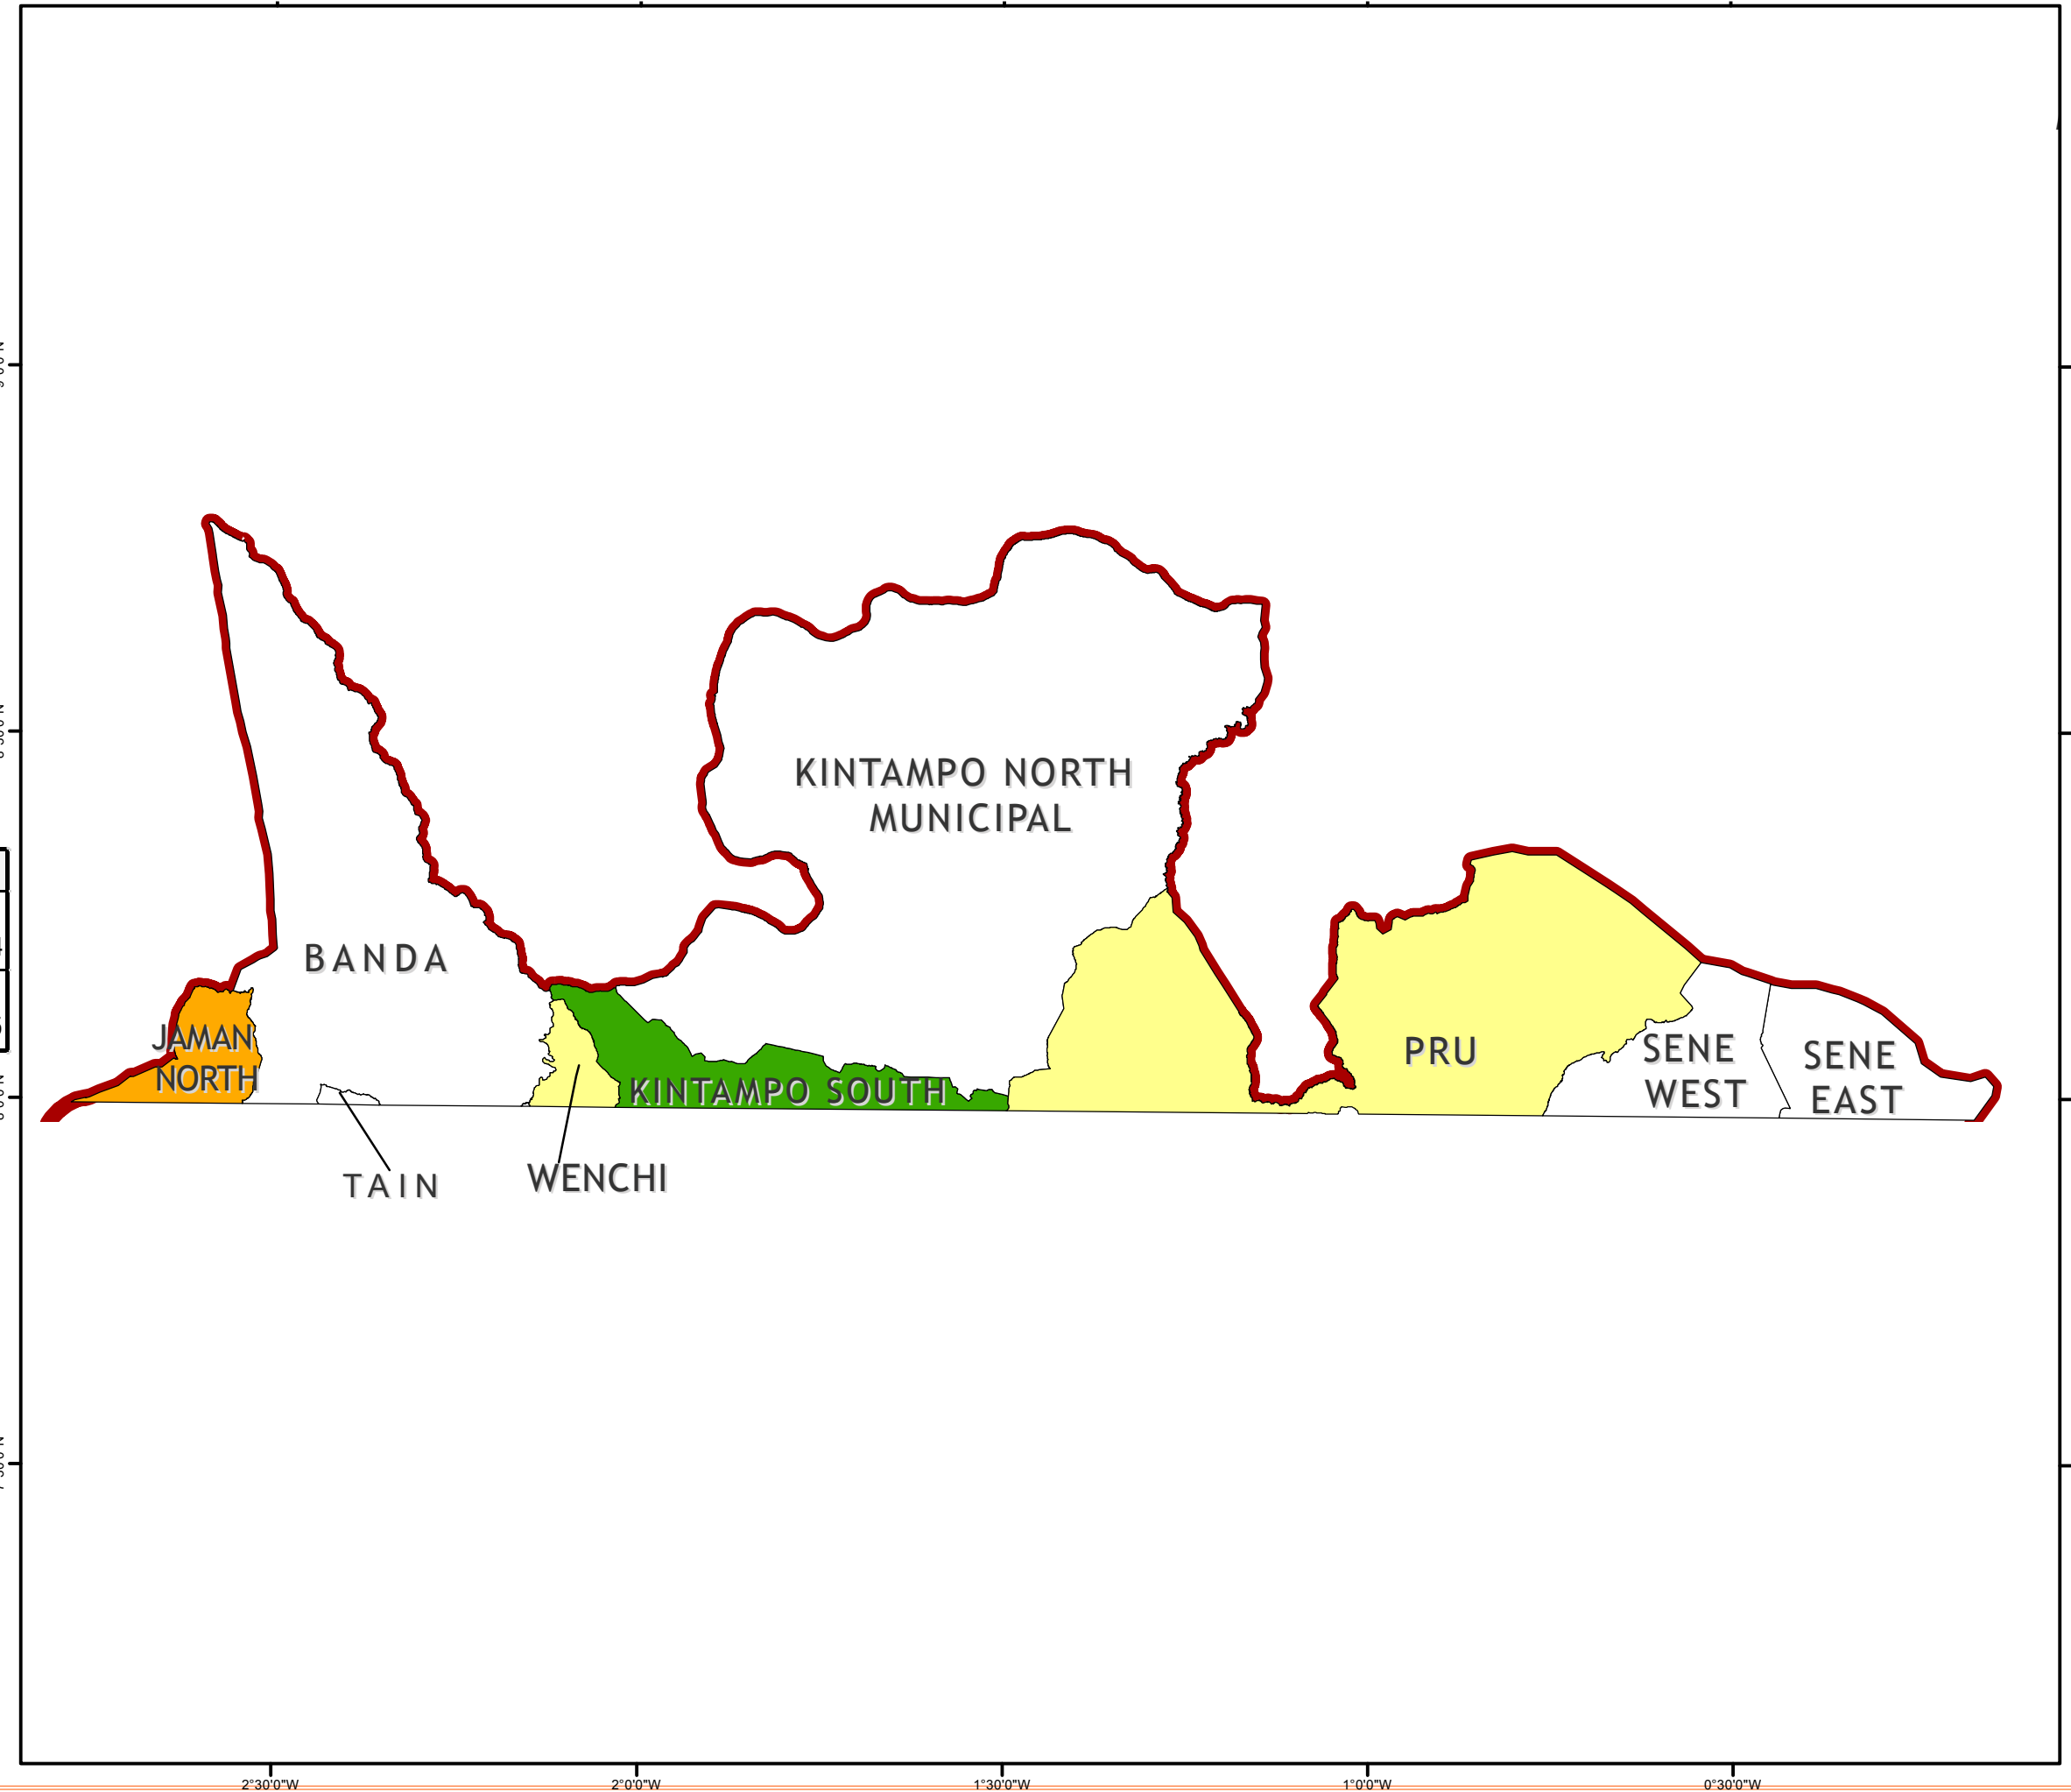 KINTAMPO NORTH
MUNICIPAL
BANDA
JAMAN
NORTH
PRU
SENE
WEST
SENE
EAST
KINTAMPO SOUTH
TAIN
WENCHI
2°30'0"W
2°0'0"W
1°30'0"W
1°0'0"W
0°30'0"W